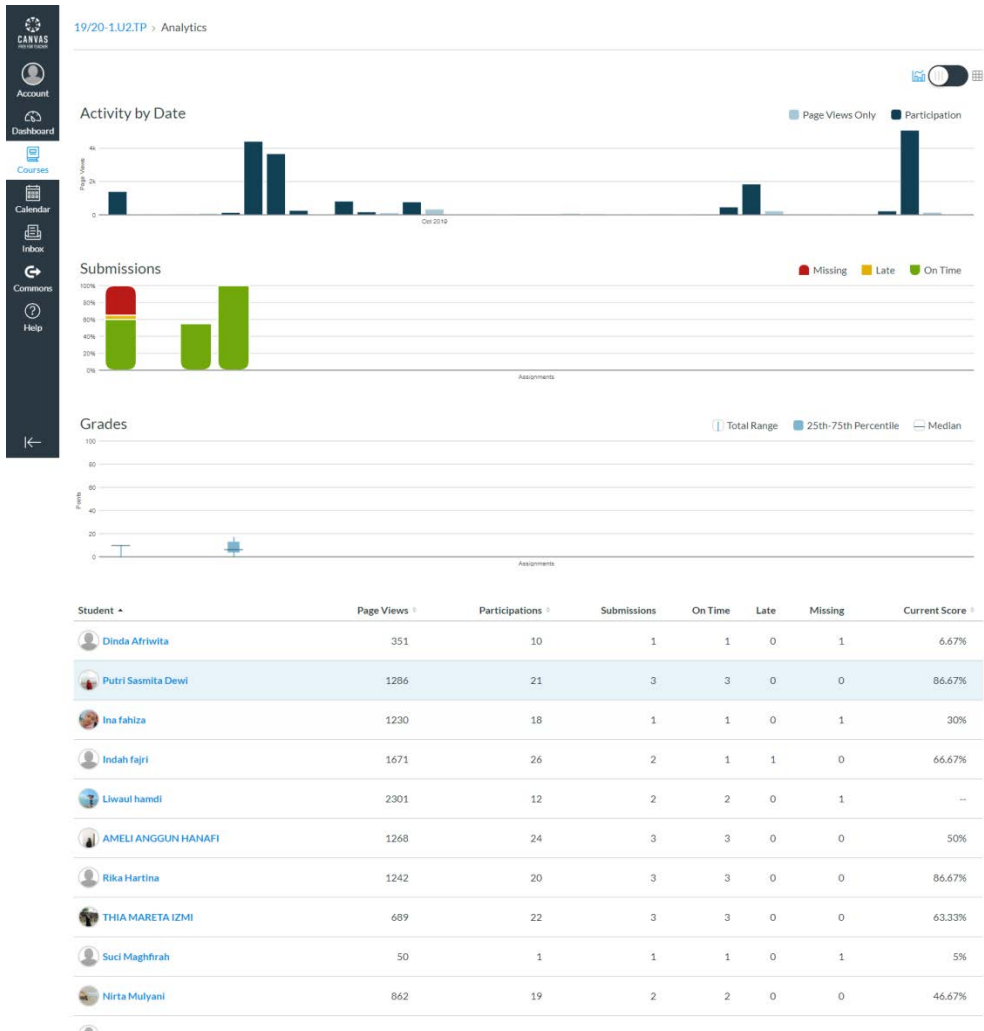 CANVAS
FREE FOR TEACHER
Account
Dashboard
Courses
Calendar
Inbox
Commons
Help
19/20-1.U2.TP > Analytics
Activity by Date
Page Views Only Participation
Page Views
4k
2k
0
Oct 2019
Submissions
Missing Late On Time
100%
80%
60%
40%
20%
0%
Assignments
Grades
Total Range 25th-75th Percentile Median
Points
100
80
60
40
20
0
Assignments
Student Page Views Participations Submissions On Time Late Missing Current Score
Dinda Afriwita 351 10 1 1 0 1 6.67%
Putri Sasmita Dewi 1286 21 3 3 0 0 86.67%
Ina fahiza 1230 18 1 1 0 1 30%
Indah fajri 1671 26 2 1 1 0 66.67%
Liwaul hamdi 2301 12 2 2 0 1 --
AMELI ANGGUN HANAFI 1268 24 3 3 0 0 50%
Rika Hartina 1242 20 3 3 0 0 86.67%
THIA MARETA IZMI 689 22 3 3 0 0 63.33%
Suci Maghfirah 50 1 1 1 0 1 5%
Nirta Mulyani 862 19 2 2 0 0 46.67%